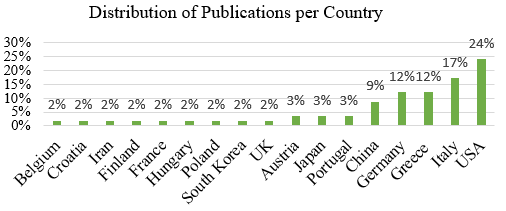 Distribution of Publications per Country
30%
25%
20%
15%
10%
5%
0%
2% 2% 2% 2% 2% 2% 2% 2% 2% 3% 3% 3% 9% 12% 12% 17% 24%
Belgium
Croatia
Iran
Finland
France
Hungary
Poland
South Korea
UK
Austria
Japan
Portugal
China
Germany
Greece
Italy
USA